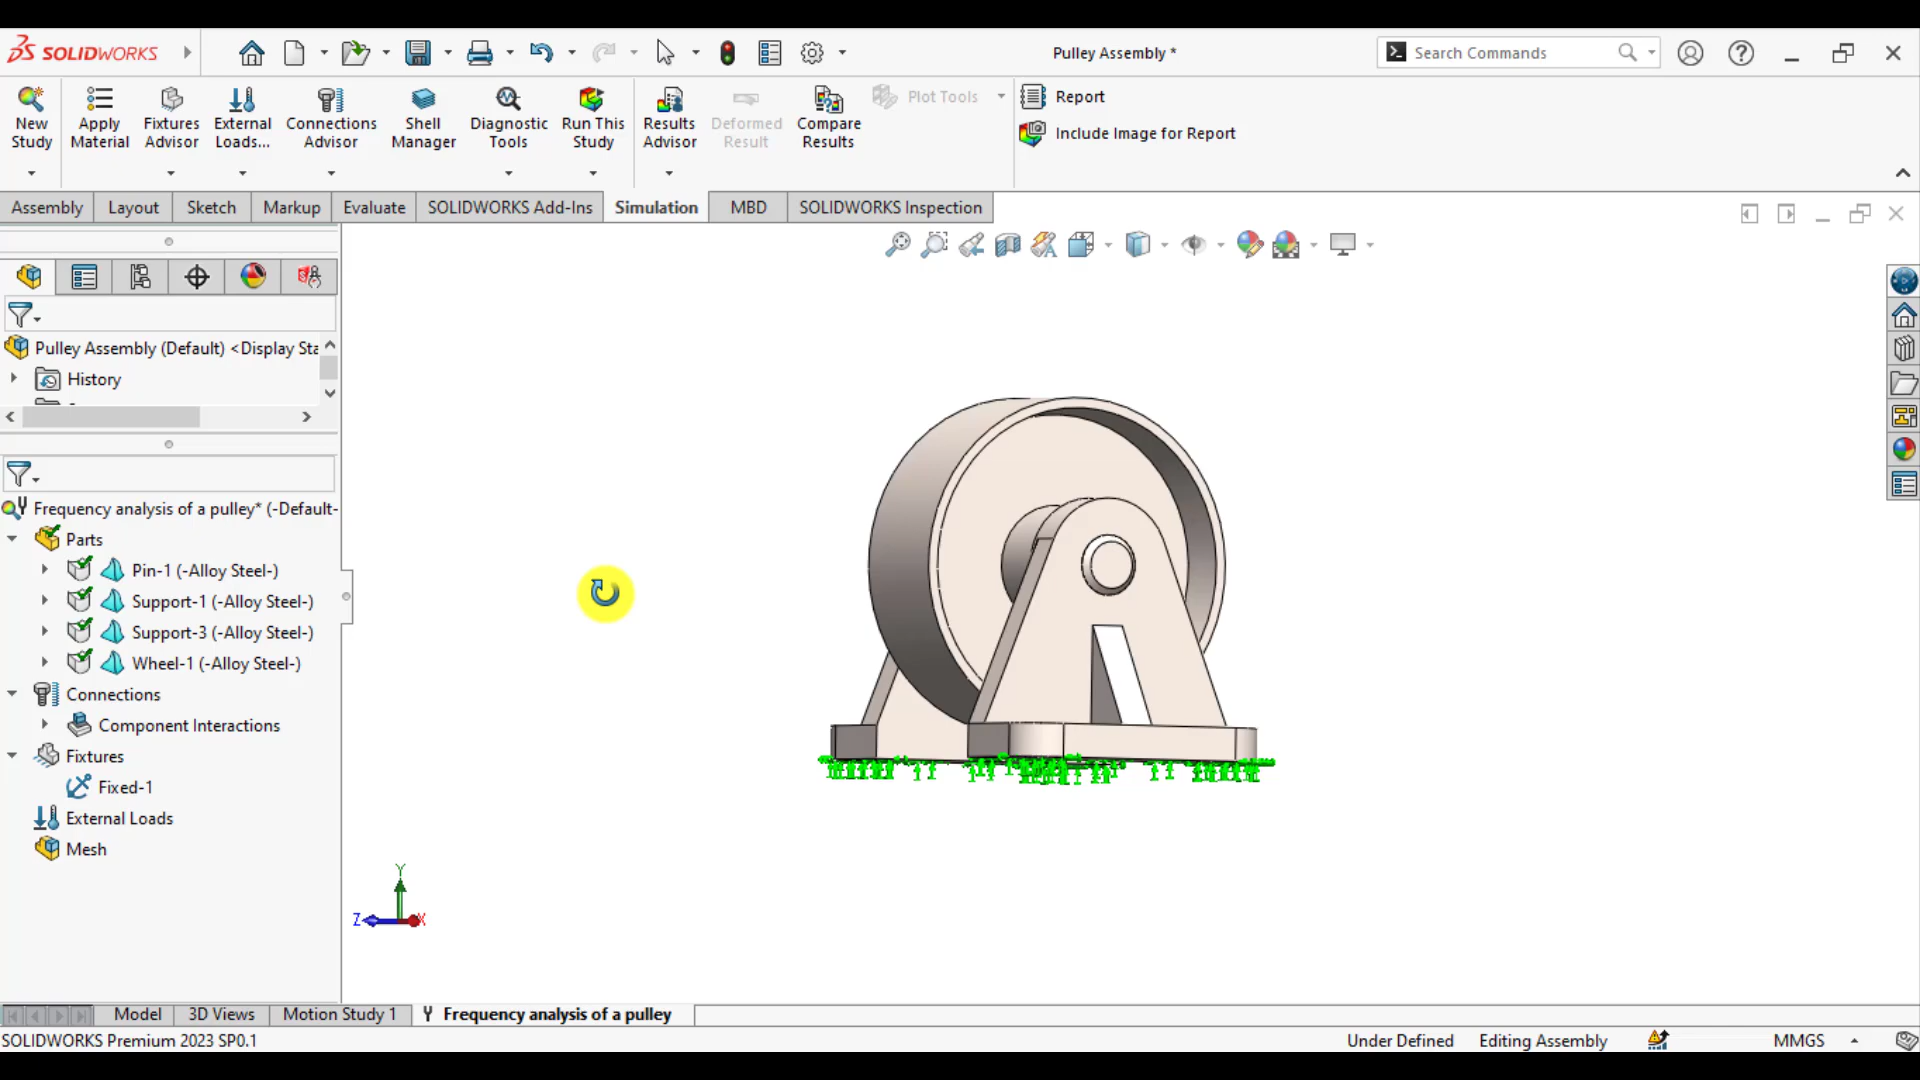 SOLIDWORKS
Pulley Assembly *
Search Commands
New Study
Apply Material
Fixtures Advisor
External Loads...
Connections Advisor
Shell Manager
Diagnostic Tools
Run This Study
Results Advisor
Deformed Result
Compare Results
Plot Tools
Report
Include Image for Report
Assembly
Layout
Sketch
Markup
Evaluate
SOLIDWORKS Add-Ins
Simulation
MBD
SOLIDWORKS Inspection
Pulley Assembly (Default) <Display Sta
History
Frequency analysis of a pulley* (-Default-
Parts
Pin-1 (-Alloy Steel-)
Support-1 (-Alloy Steel-)
Support-3 (-Alloy Steel-)
Wheel-1 (-Alloy Steel-)
Connections
Component Interactions
Fixtures
Fixed-1
External Loads
Mesh
Y
Z
X
Model
3D Views
Motion Study 1
Frequency analysis of a pulley
SOLIDWORKS Premium 2023 SP0.1
Under Defined
Editing Assembly
MMGS